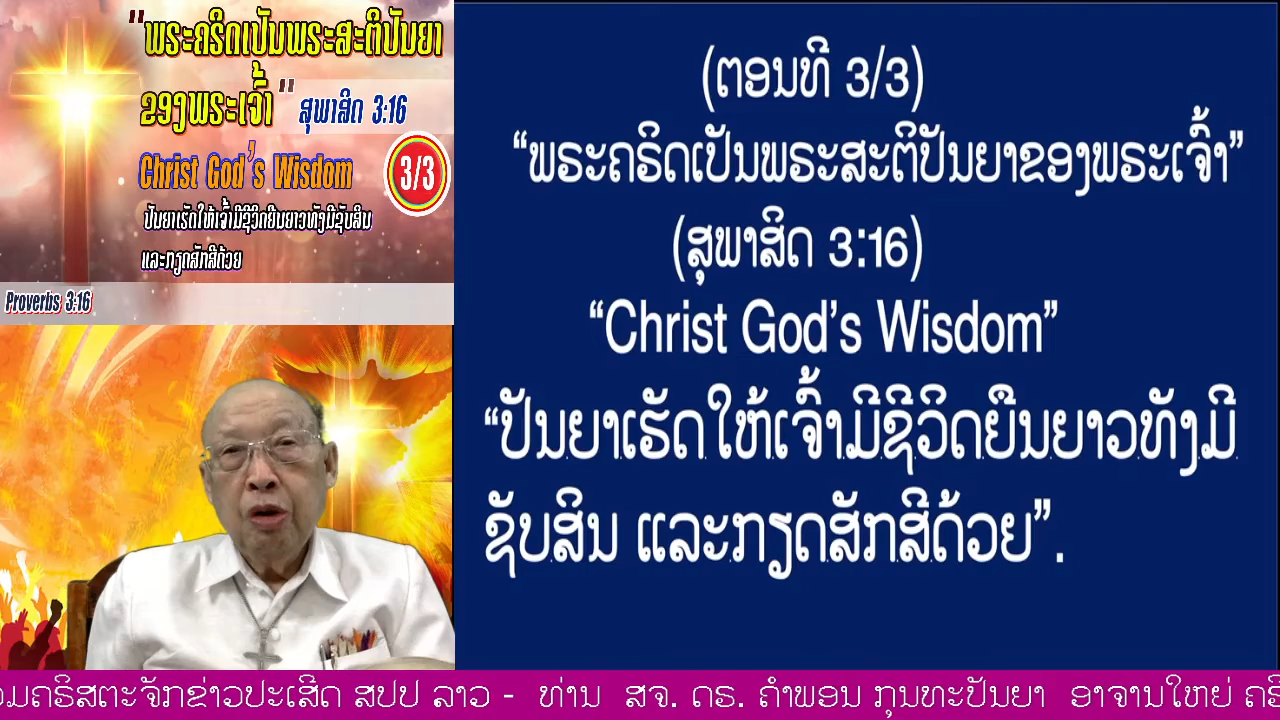 "ພຣະຄຣິດເປັນພຣະສະຕິປັນຍາ
ຂອງພຣະເຈົ້າ" ສຸພາສິດ 3:16
Christ God's Wisdom
3/3
ປັນຍາເຮັດໃຫ້ເຈົ້າມີຊີວິດຍືນຍາວທັງມີຊັບສິນ
ແລະກຽດສັກສີດ້ວຍ
Proverbs 3:16
(ຕອນທີ 3/3)
“ພຣະຄຣິດເປັນພຣະສະຕິປັນຍາຂອງພຣະເຈົ້າ”
(ສຸພາສິດ 3:16)
“Christ God’s Wisdom”
“ປັນຍາເຮັດໃຫ້ເຈົ້າມີຊີວິດຍືນຍາວທັງມີ
ຊັບສິນ ແລະກຽດສັກສີດ້ວຍ”.
ຄຣິສຕະຈັກຂ່າວປະເສີດ ສປປ ລາວ - ທ່ານ ສຈ. ດຣ. ຄຳພອນ ກຸນທະປັນຍາ ອາຈານໃຫຍ່